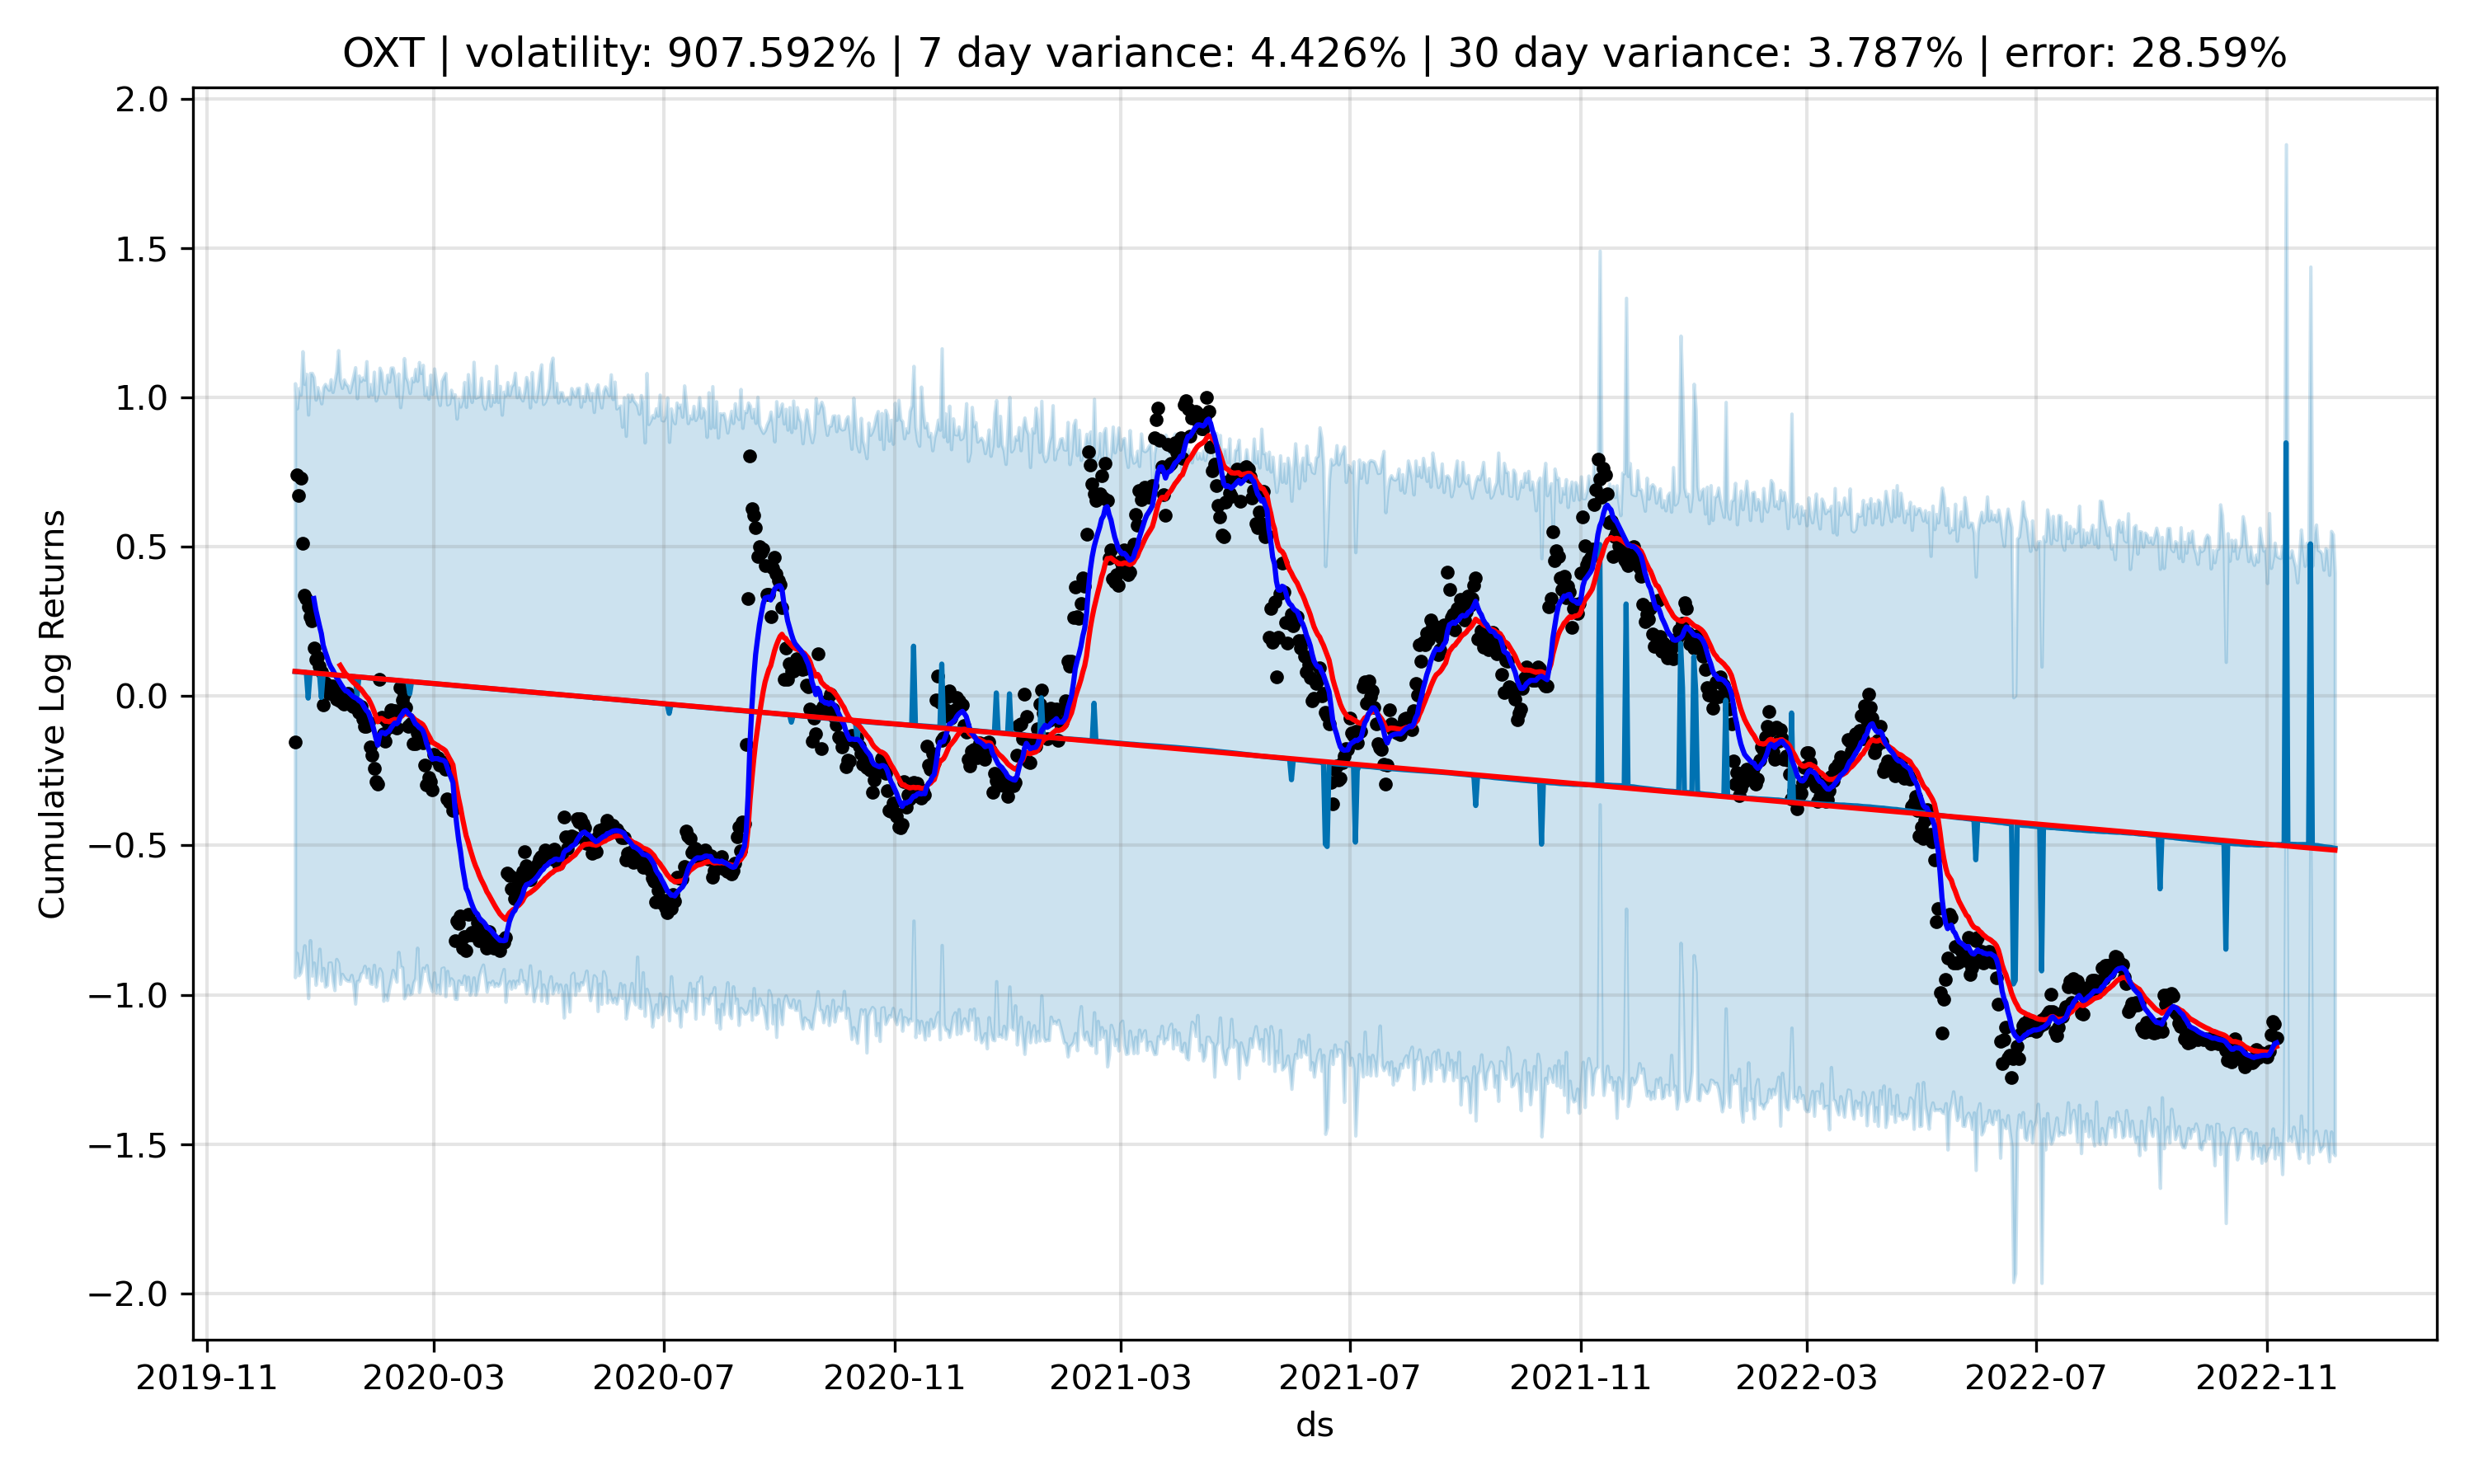 OXT | volatility: 907.592% | 7 day variance: 4.426% | 30 day variance: 3.787% | error: 28.59%
Cumulative Log Returns
2.0
1.5
1.0
0.5
0.0
−0.5
−1.0
−1.5
−2.0
2019-11 2020-03 2020-07 2020-11 2021-03 2021-07 2021-11 2022-03 2022-07 2022-11
ds